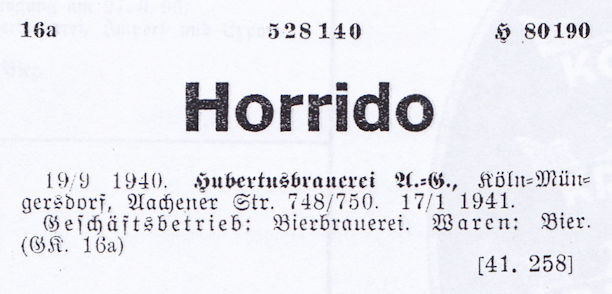 16a 528140 H 80190
Horrido
19/9 1940. Hubertusbrauerei A.=G., Köln=Mün=
gersdorf, Aachener Str. 748/750. 17/1 1941.
Geschäftsbetrieb: Bierbrauerei. Waren: Bier.
(GK. 16a)
[41. 258]